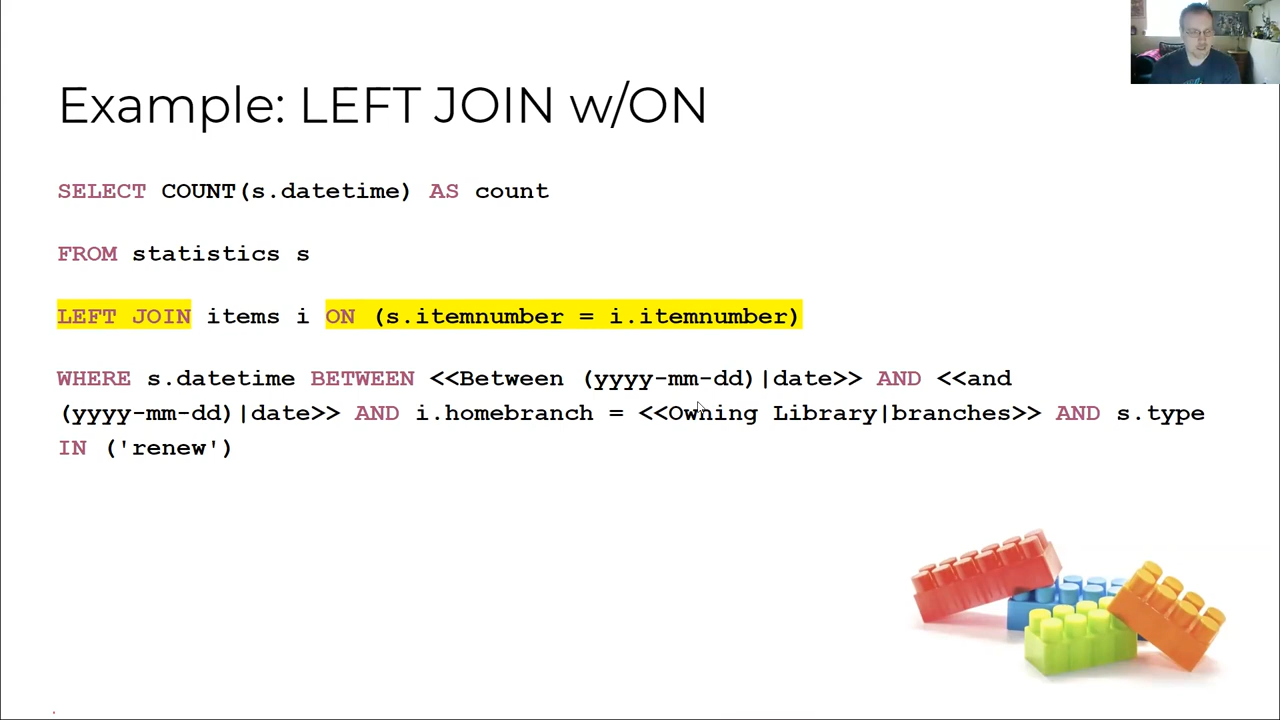 Example: LEFT JOIN w/ON
SELECT COUNT(s.datetime) AS count
FROM statistics s
LEFT JOIN items i ON (s.itemnumber = i.itemnumber)
WHERE s.datetime BETWEEN <<Between (yyyy-mm-dd)|date>> AND <<and
(yyyy-mm-dd)|date>> AND i.homebranch = <<Owning Library|branches>> AND s.type
IN ('renew')